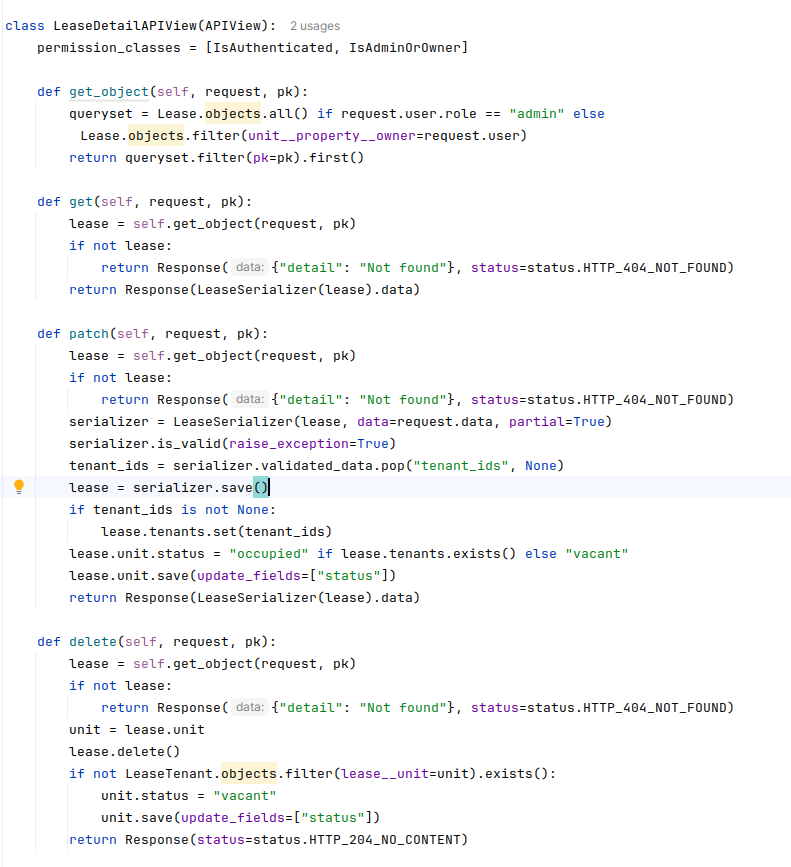 class LeaseDetailAPIView(APIView):  2 usages
    permission_classes = [IsAuthenticated, IsAdminOrOwner]

    def get_object(self, request, pk):
        queryset = Lease.objects.all() if request.user.role == "admin" else
         Lease.objects.filter(unit__property__owner=request.user)
        return queryset.filter(pk=pk).first()

    def get(self, request, pk):
        lease = self.get_object(request, pk)
        if not lease:
            return Response( data: {"detail": "Not found"}, status=status.HTTP_404_NOT_FOUND)
        return Response(LeaseSerializer(lease).data)

    def patch(self, request, pk):
        lease = self.get_object(request, pk)
        if not lease:
            return Response( data: {"detail": "Not found"}, status=status.HTTP_404_NOT_FOUND)
        serializer = LeaseSerializer(lease, data=request.data, partial=True)
        serializer.is_valid(raise_exception=True)
        tenant_ids = serializer.validated_data.pop("tenant_ids", None)
        lease = serializer.save()
        if tenant_ids is not None:
            lease.tenants.set(tenant_ids)
        lease.unit.status = "occupied" if lease.tenants.exists() else "vacant"
        lease.unit.save(update_fields=["status"])
        return Response(LeaseSerializer(lease).data)

    def delete(self, request, pk):
        lease = self.get_object(request, pk)
        if not lease:
            return Response( data: {"detail": "Not found"}, status=status.HTTP_404_NOT_FOUND)
        unit = lease.unit
        lease.delete()
        if not LeaseTenant.objects.filter(lease__unit=unit).exists():
            unit.status = "vacant"
            unit.save(update_fields=["status"])
        return Response(status=status.HTTP_204_NO_CONTENT)